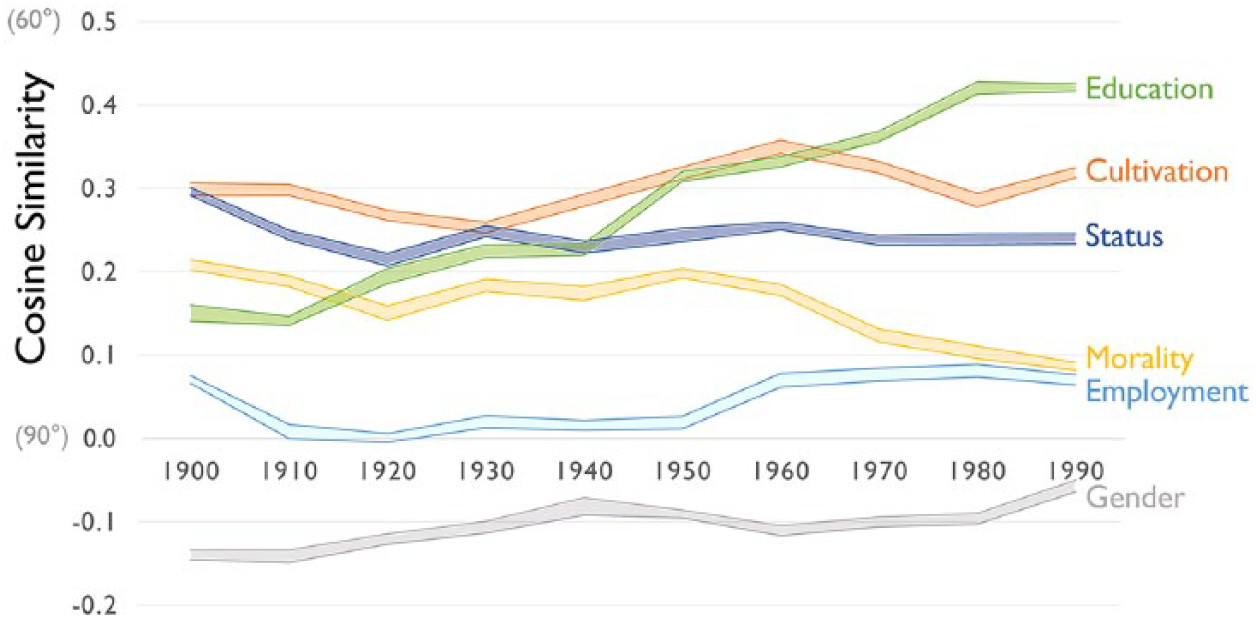 (60°) 0.5
0.4
0.3
0.2
0.1
(90°) 0.0
-0.1
-0.2
Cosine Similarity
1900 1910 1920 1930 1940 1950 1960 1970 1980 1990
Education
Cultivation
Status
Morality
Employment
Gender